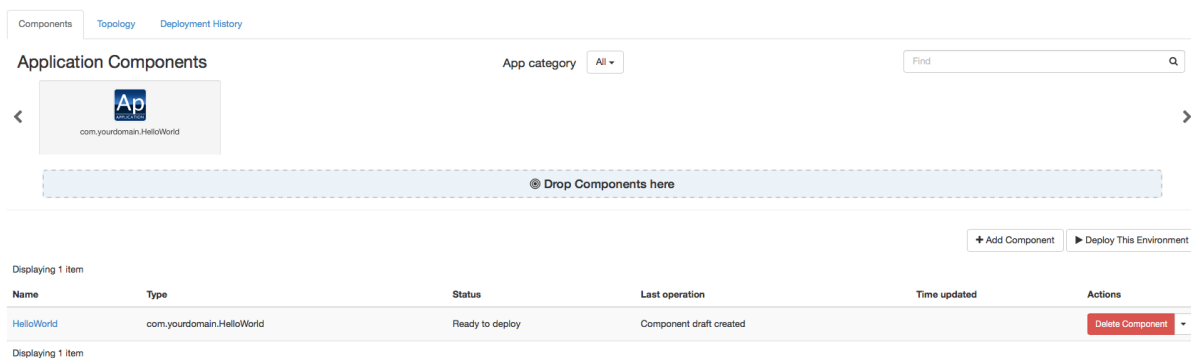 Components Topology Deployment History
Application Components App category All Find
Ap
APPLICATION
com.yourdomain.HelloWorld
Drop Components here
+ Add Component Deploy This Environment
Displaying 1 item
Name Type Status Last operation Time updated Actions
HelloWorld com.yourdomain.HelloWorld Ready to deploy Component draft created Delete Component
Displaying 1 item